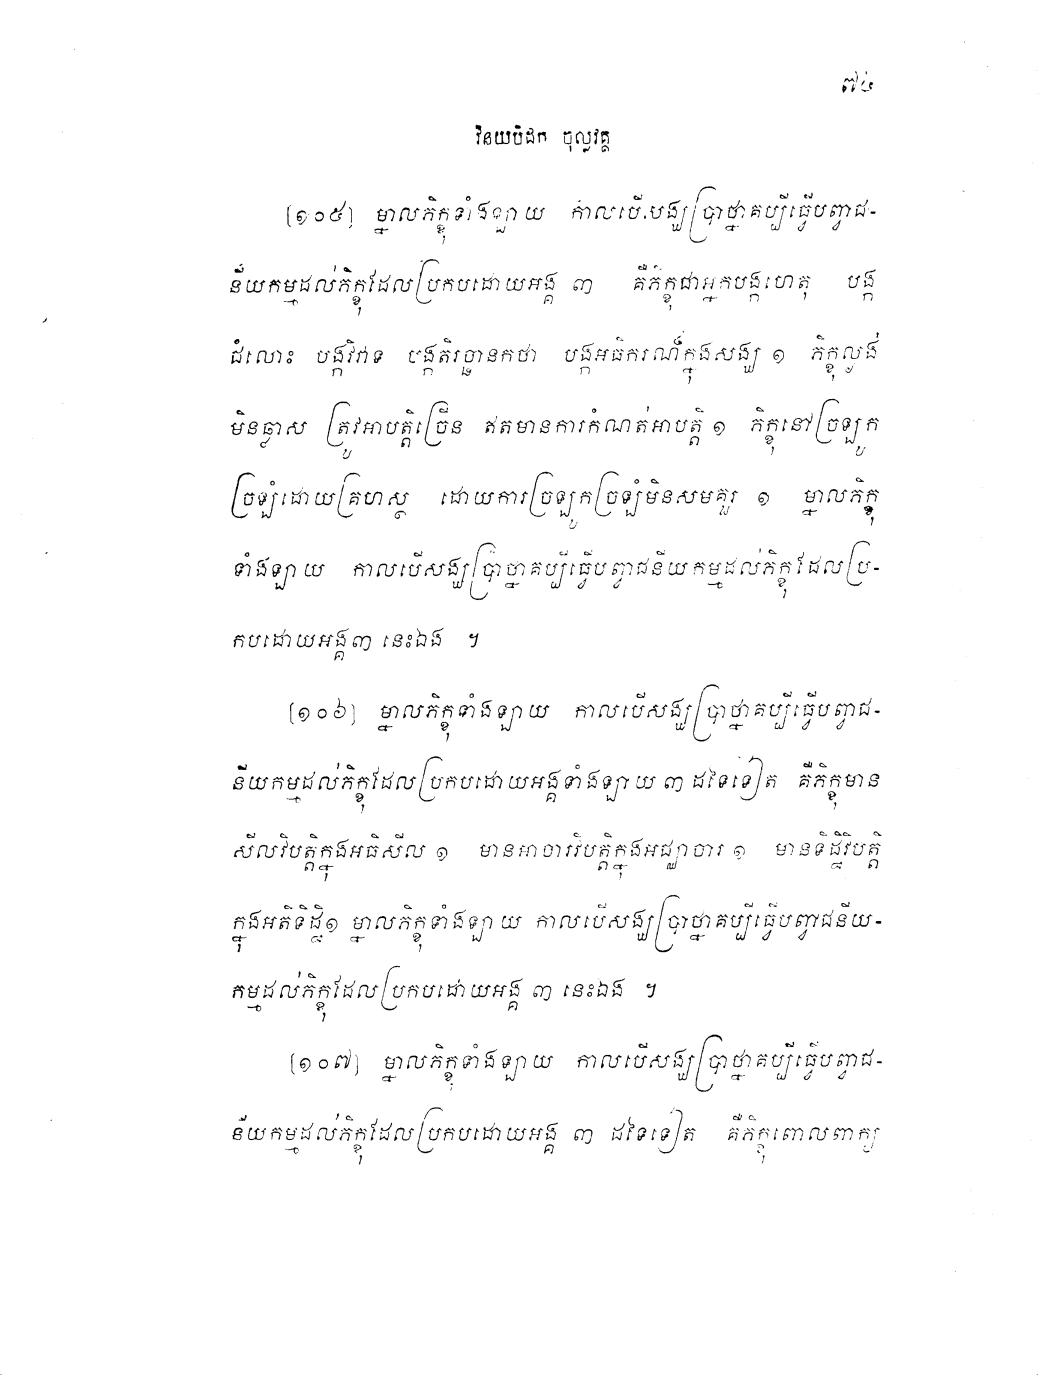 ៧៤
វិនយបិដក ចុល្លវគ្គ
[១០៥] ម្នាលភិក្ខុទាំងឡាយ កាលបើសង្ឃប្រាថ្នាគប្បីធ្វើបញ្វជ-
នីយកម្មដល់ភិក្ខុដែលប្រកបដោយអង្គ ៣ គឺភិក្ខុជាអ្នកបង្កហេតុ បង្ក
ជំលោះ បង្កវិវាទ បង្កតិរច្ឆានកថា បង្កអធិករណ៍ក្នុងសង្ឃ ១ ភិក្ខុល្ងង់
មិនឆ្លាស ត្រូវអាបត្តិច្រើន ឥតមានការកំណត់អាបត្តិ ១ ភិក្ខុនៅច្រឡូក
ច្រឡំដោយគ្រហស្ថ ដោយការច្រឡូកច្រឡំមិនសមគួរ ១ ម្នាលភិក្ខុ
ទាំងឡាយ កាលបើសង្ឃប្រាថ្នាគប្បីធ្វើបព្វាជនីយកម្មដល់ភិក្ខុដែលប្រ-
កបដោយអង្គ៣ នេះឯង ។
[១០៦] ម្នាលភិក្ខុទាំងឡាយ កាលបើសង្ឃប្រាថ្នាគប្បីធ្វើបព្វាជ-
នីយកម្មដល់ភិក្ខុដែលប្រកបដោយអង្គទាំងឡាយ ៣ ដទៃទៀត គឺភិក្ខុមាន
សីលវិបត្តិក្នុងអធិសីល ១ មានអាចារវិបត្តិក្នុងអជ្ឈាចារ ១ មានទិដ្ឋិវិបត្តិ
ក្នុងអតិទិដ្ឋិ១ ម្នាលភិក្ខុទាំងឡាយ កាលបើសង្ឃប្រាថ្នាគប្បីធ្វើបព្វាជនីយ-
កម្មដល់ភិក្ខុដែលប្រកបដោយអង្គ ៣ នេះឯង ។
[១០៧] ម្នាលភិក្ខុទាំងឡាយ កាលបើសង្ឃប្រាថ្នាគប្បីធ្វើបព្វាជ-
នីយកម្មដល់ភិក្ខុដែលប្រកបដោយអង្គ ៣ ដទៃទៀត គឺភិក្ខុពោលពាក្យ